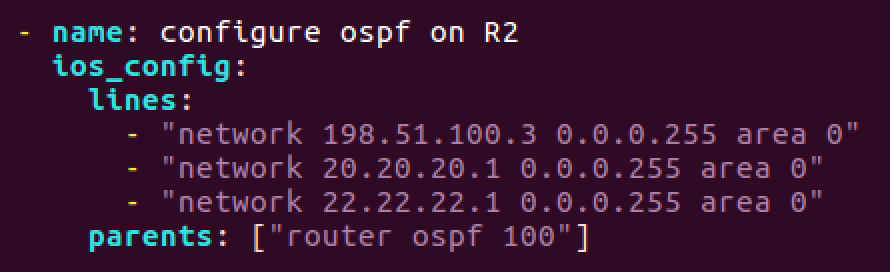 - name: configure ospf on R2
ios_config:
lines:
- "network 198.51.100.3 0.0.0.255 area 0"
- "network 20.20.20.1 0.0.0.255 area 0"
- "network 22.22.22.1 0.0.0.255 area 0"
parents: ["router ospf 100"]